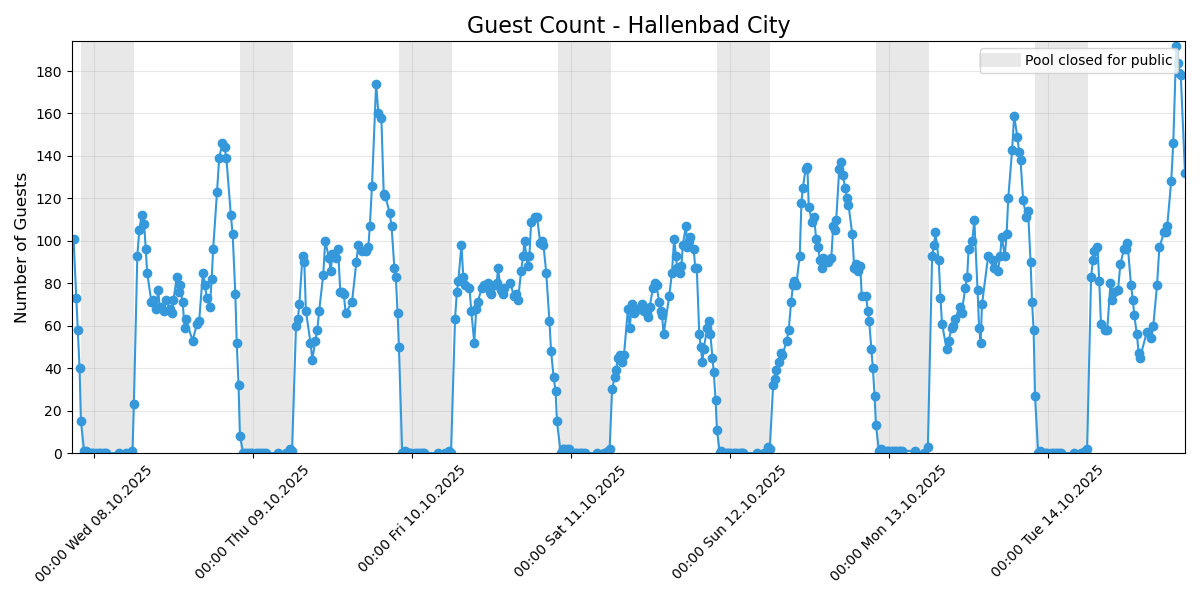 Guest Count - Hallenbad City
Pool closed for public
Number of Guests
180
160
140
120
100
80
60
40
20
0
00:00 Wed 08.10.2025
00:00 Thu 09.10.2025
00:00 Fri 10.10.2025
00:00 Sat 11.10.2025
00:00 Sun 12.10.2025
00:00 Mon 13.10.2025
00:00 Tue 14.10.2025